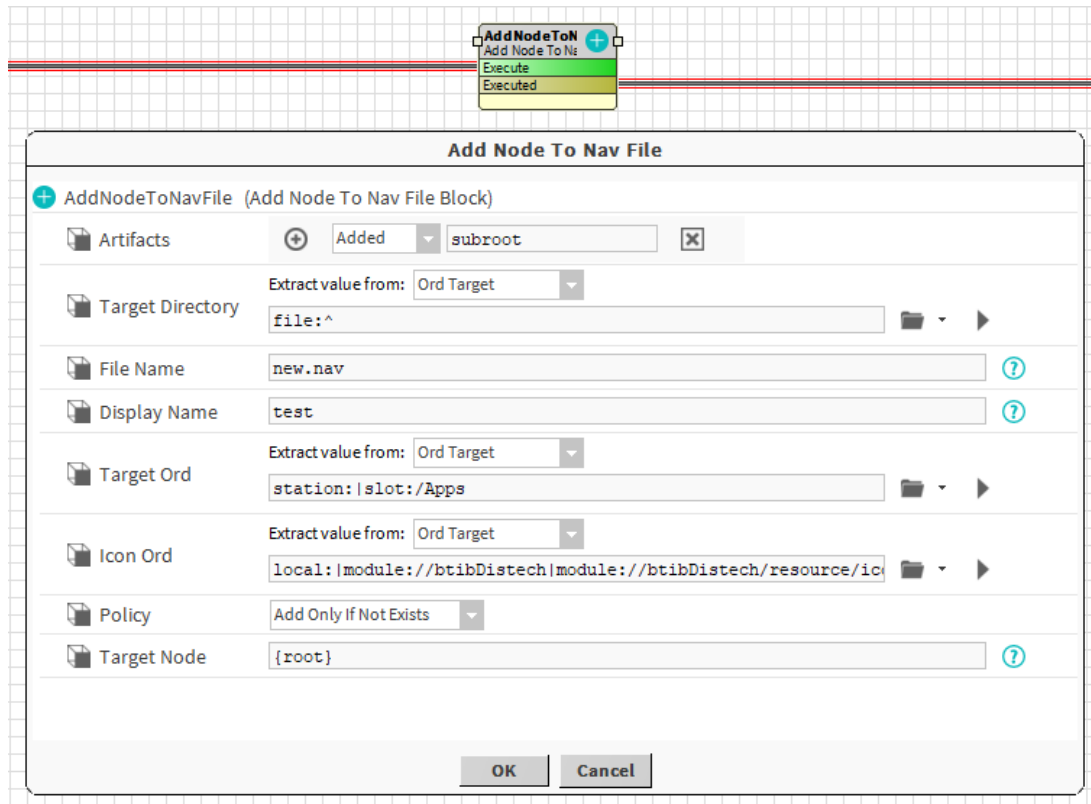 AddNodeToN
Add Node To Na
Execute
Executed
Add Node To Nav File
AddNodeToNavFile (Add Node To Nav File Block)
Artifacts
Added
subroot
Extract value from: Ord Target
Target Directory
file:^
File Name
new.nav
Display Name
test
Extract value from: Ord Target
Target Ord
station:|slot:/Apps
Extract value from: Ord Target
Icon Ord
local:|module://btibDistech|module://btibDistech/resource/ico
Policy
Add Only If Not Exists
Target Node
{root}
OK
Cancel